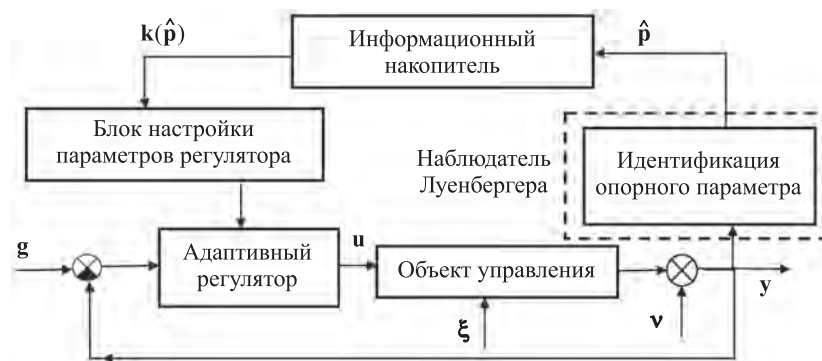 k(p̂)
Информационный
накопитель
p̂
Блок настройки
параметров регулятора
Наблюдатель
Луенбергера
Идентификация
опорного параметра
g
Адаптивный
регулятор
u
Объект управления
y
ξ
ν